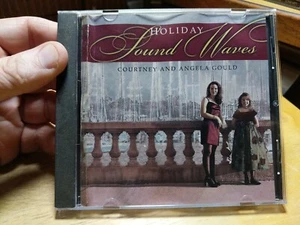 HOLIDAY
Sound Waves
COURTNEY AND ANGELA GOULD